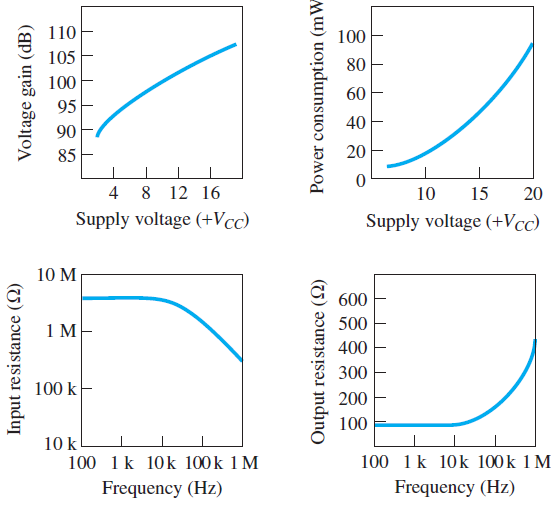 Voltage gain (dB)
110
105
100
95
90
85
4 8 12 16
Supply voltage (+VCC)
Power consumption (mW
100
80
60
40
20
0
10 15 20
Supply voltage (+VCC)
Input resistance (Ω)
10 M
1 M
100 k
10 k
100 1 k 10 k 100 k 1 M
Frequency (Hz)
Output resistance (Ω)
600
500
400
300
200
100
100 1 k 10 k 100 k 1 M
Frequency (Hz)